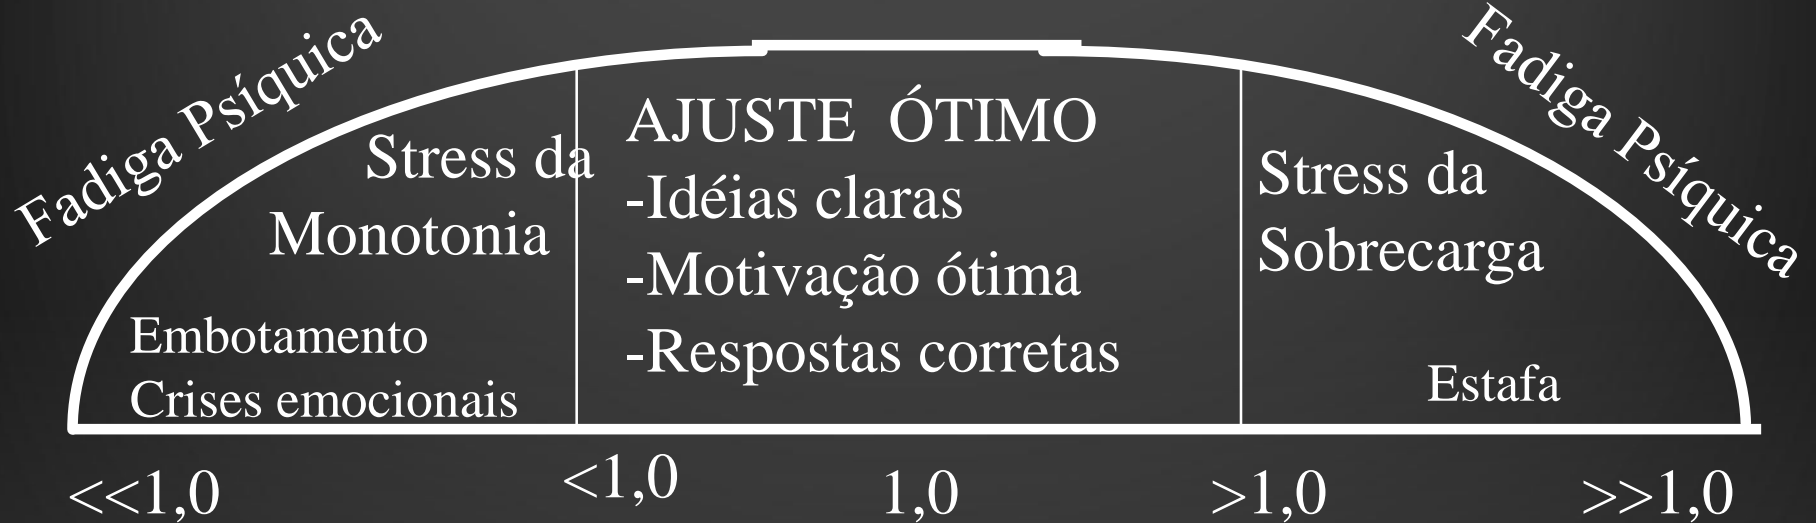 Fadiga Psíquica
Fadiga Psíquica
Stress da
Monotonia
Embotamento
Crises emocionais
AJUSTE ÓTIMO
-Idéias claras
-Motivação ótima
-Respostas corretas
Stress da
Sobrecarga
Estafa
<<1,0
<1,0
1,0
>1,0
>>1,0